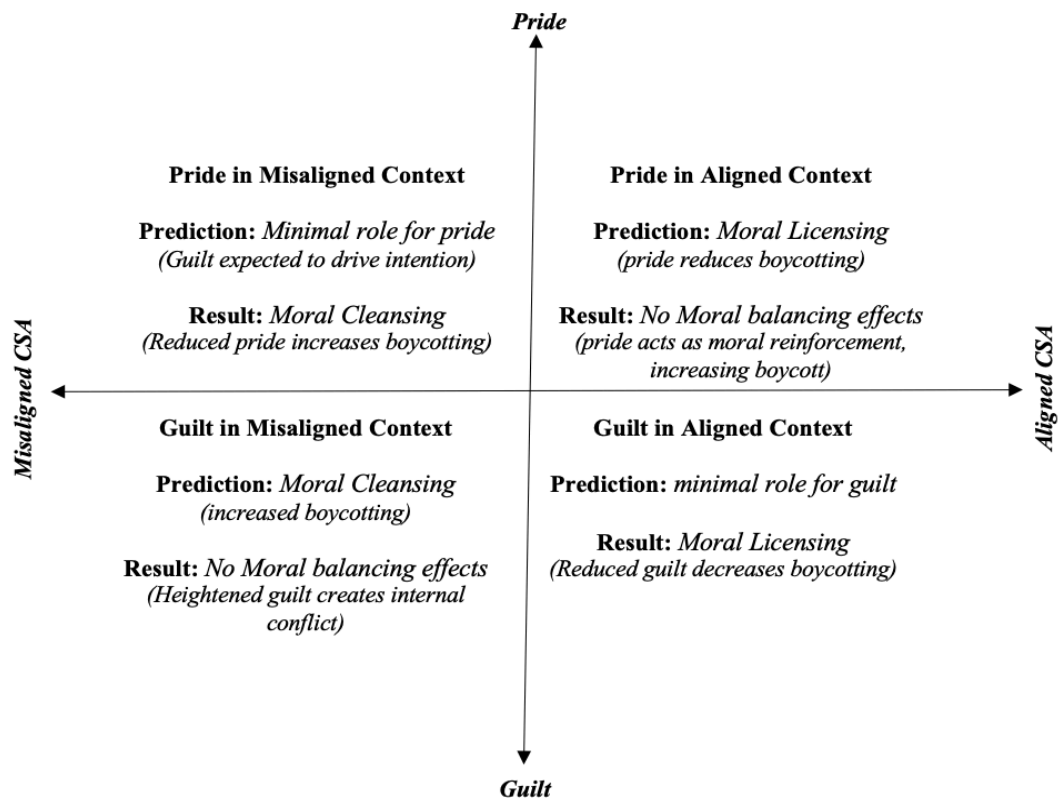 Pride
Pride in Misaligned Context
Prediction: Minimal role for pride
(Guilt expected to drive intention)
Result: Moral Cleansing
(Reduced pride increases boycotting)
Pride in Aligned Context
Prediction: Moral Licensing
(pride reduces boycotting)
Result: No Moral balancing effects
(pride acts as moral reinforcement,
increasing boycott)
Misaligned CSA
Aligned CSA
Guilt in Misaligned Context
Prediction: Moral Cleansing
(increased boycotting)
Result: No Moral balancing effects
(Heightened guilt creates internal
conflict)
Guilt in Aligned Context
Prediction: minimal role for guilt
Result: Moral Licensing
(Reduced guilt decreases boycotting)
Guilt